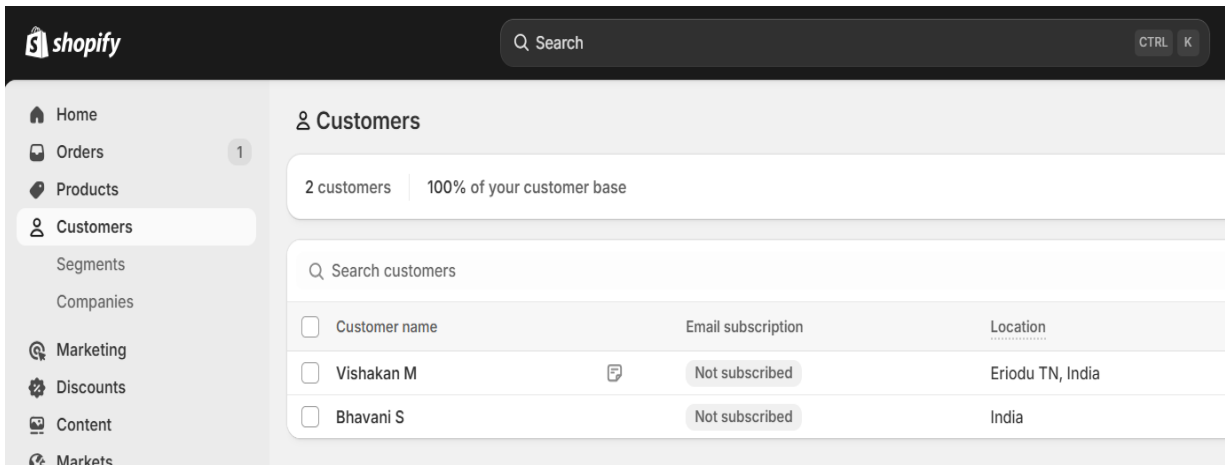 shopify
Search CTRL K
Home
Orders 1
Products
Customers
Segments
Companies
Marketing
Discounts
Content
Markets
Customers
2 customers 100% of your customer base
Search customers
Customer name Email subscription Location
Vishakan M Not subscribed Eriodu TN, India
Bhavani S Not subscribed India